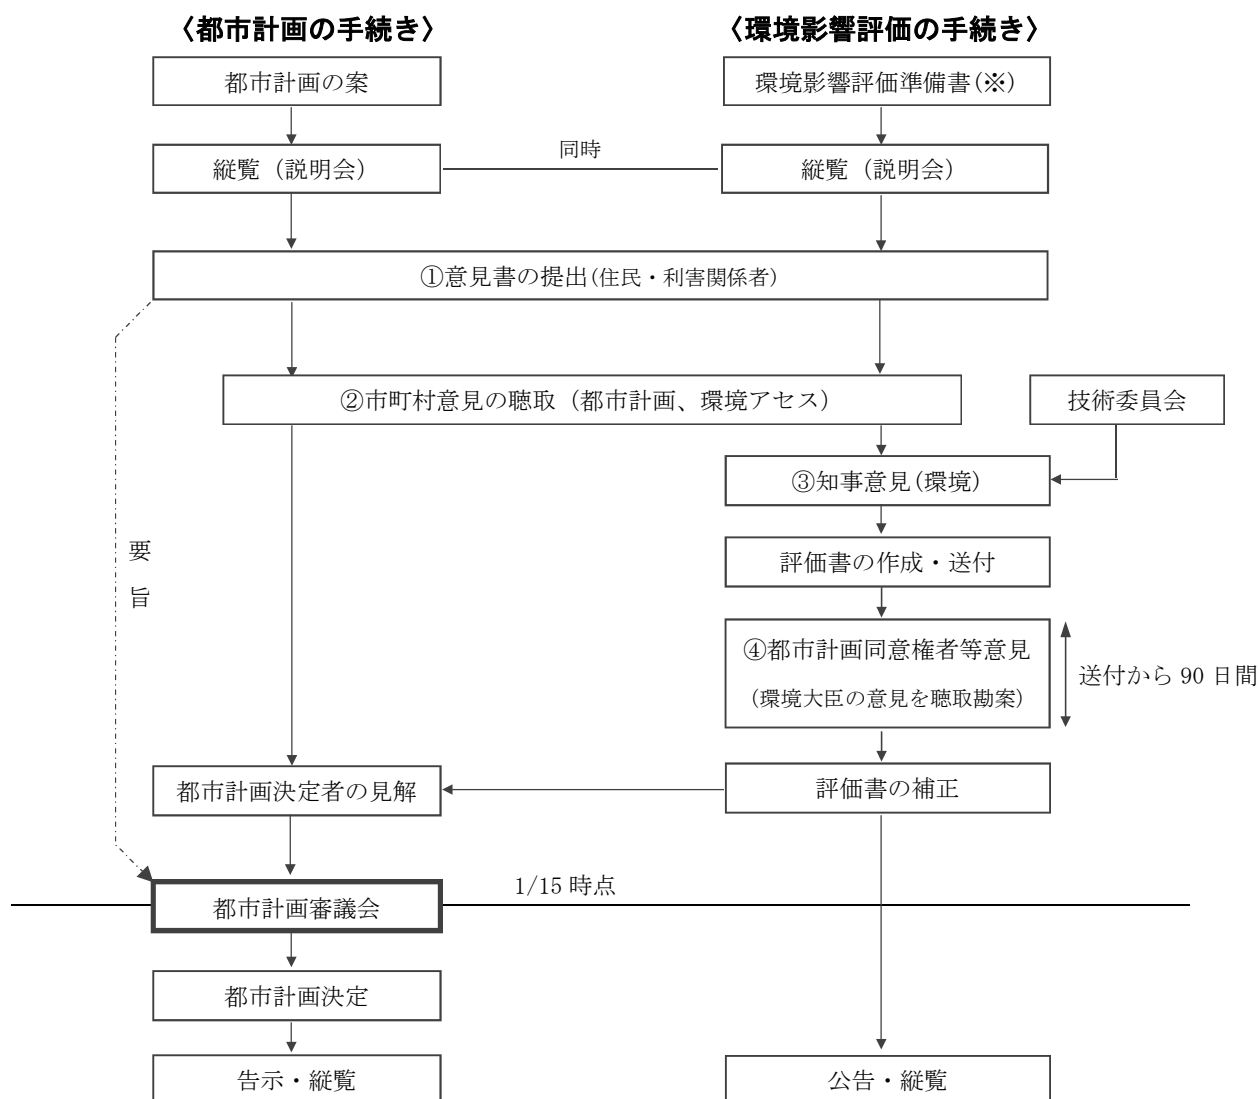 〈都市計画の手続き〉
〈環境影響評価の手続き〉
都市計画の案
環境影響評価準備書(※)
縦覧（説明会）
同時
縦覧（説明会）
①意見書の提出(住民・利害関係者)
②市町村意見の聴取（都市計画、環境アセス）
技術委員会
③知事意見(環境)
要
旨
評価書の作成・送付
④都市計画同意権者等意見
(環境大臣の意見を聴取勘案)
送付から 90 日間
都市計画決定者の見解
評価書の補正
1/15 時点
都市計画審議会
都市計画決定
告示・縦覧
公告・縦覧